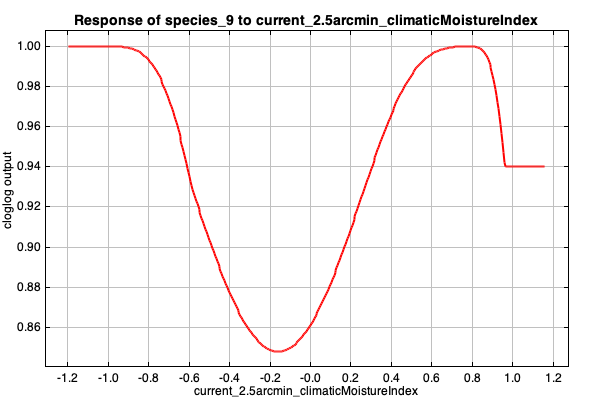 Response of species_9 to current_2.5arcmin_climaticMoistureIndex
1.00
0.98
0.96
0.94
0.92
0.90
0.88
0.86
cloglog output
-1.2 -1.0 -0.8 -0.6 -0.4 -0.2 -0.0 0.2 0.4 0.6 0.8 1.0 1.2
current_2.5arcmin_climaticMoistureIndex